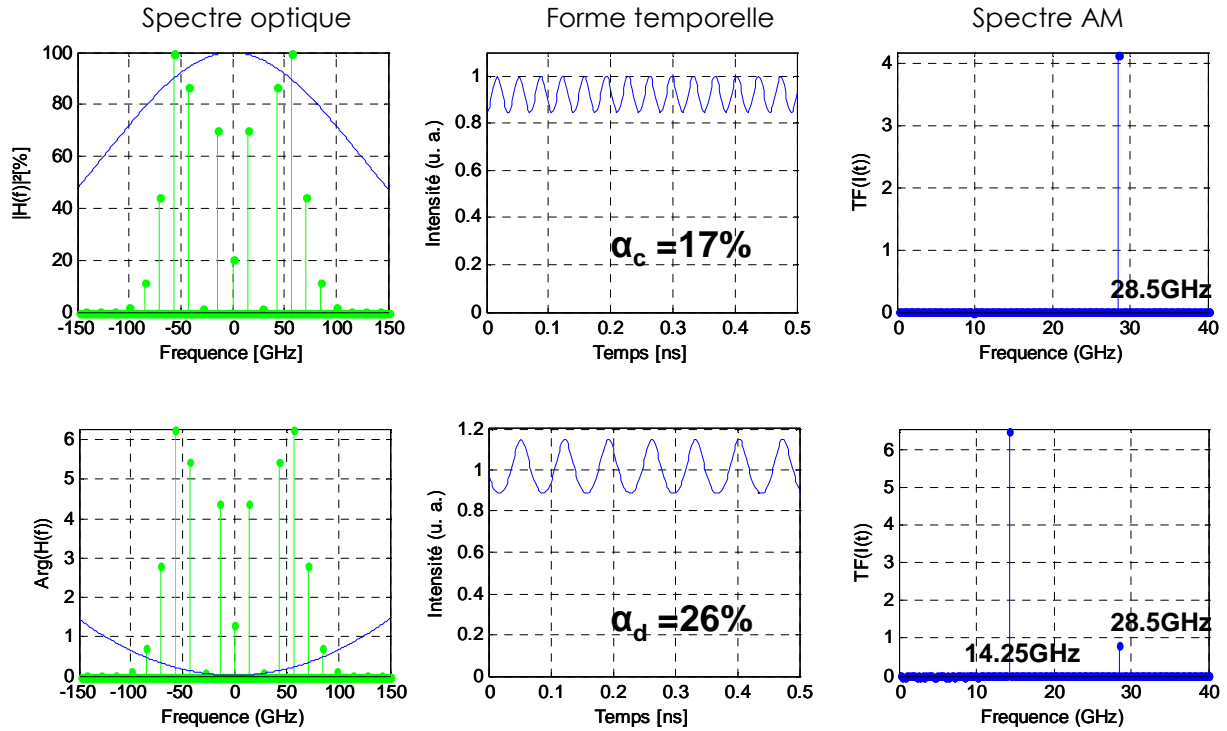 Spectre optique
Forme temporelle
Spectre AM
|H(f)|²[%]
100
80
60
40
20
0
-150 -100 -50 0 50 100 150
Frequence [GHz]
Intensité (u. a.)
1.2
1
0.8
0.6
0.4
0.2
0
0 0.1 0.2 0.3 0.4 0.5
Temps [ns]
α_c =17%
TF(I(t))
4
3
2
1
0
0 10 20 30 40
Frequence (GHz)
28.5GHz
Arg(H(f))
6
5
4
3
2
1
0
-150 -100 -50 0 50 100 150
Frequence (GHz)
Intensité (u. a.)
1.2
1
0.8
0.6
0.4
0.2
0
0 0.1 0.2 0.3 0.4 0.5
Temps [ns]
α_d =26%
TF(I(t))
6
5
4
3
2
1
0
0 10 20 30 40
Frequence (GHz)
14.25GHz
28.5GHz